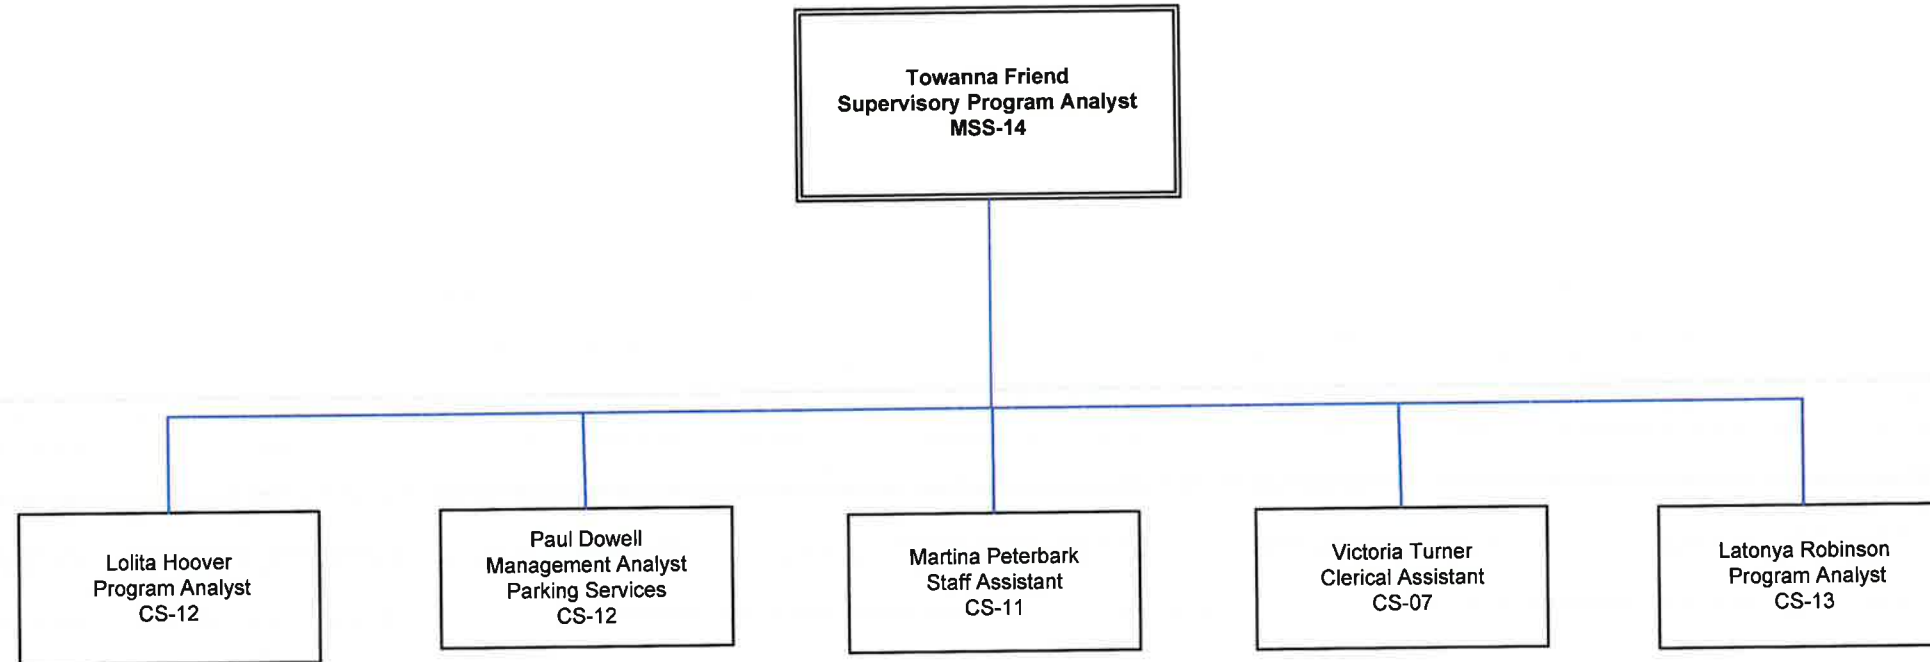 Towanna Friend
Supervisory Program Analyst
MSS-14
Lolita Hoover
Program Analyst
CS-12
Paul Dowell
Management Analyst
Parking Services
CS-12
Martina Peterbark
Staff Assistant
CS-11
Victoria Turner
Clerical Assistant
CS-07
Latonya Robinson
Program Analyst
CS-13